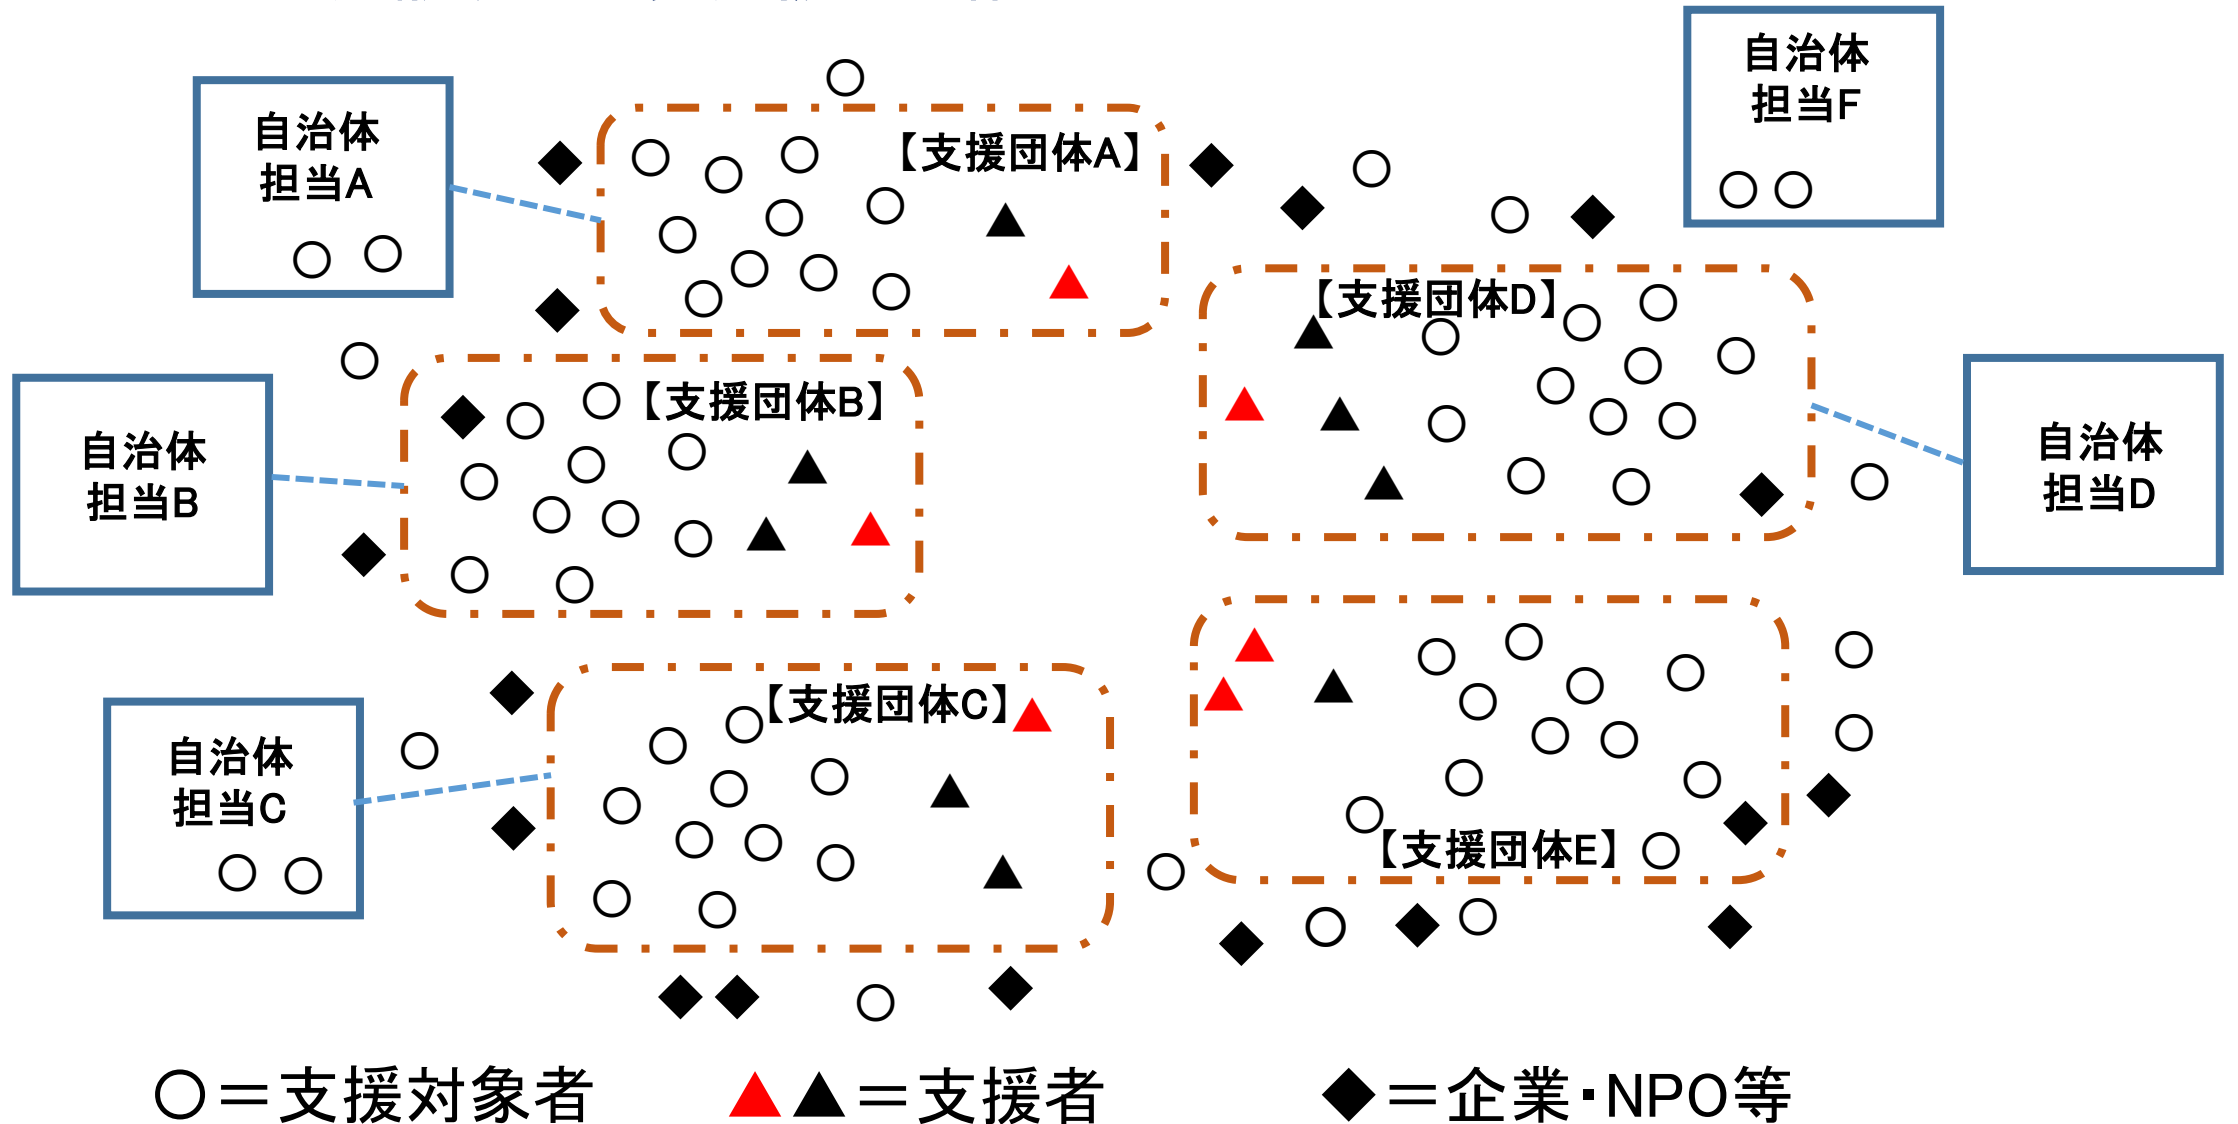 自治体
担当A
【支援団体A】
自治体
担当F
【支援団体D】
自治体
担当B
【支援団体B】
自治体
担当D
自治体
担当C
【支援団体C】
【支援団体E】
○＝支援対象者
▲▲＝支援者
◆＝企業・NPO等